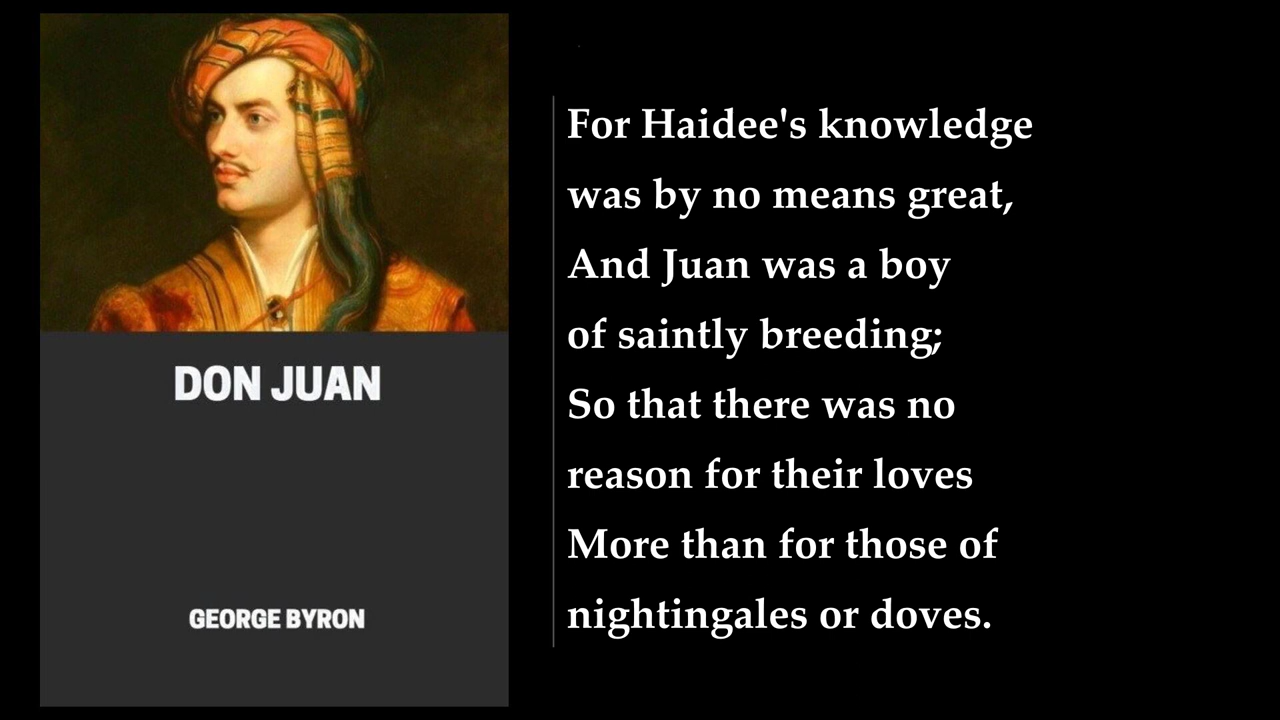 DON JUAN
GEORGE BYRON
For Haidee's knowledge
was by no means great,
And Juan was a boy
of saintly breeding;
So that there was no
reason for their loves
More than for those of
nightingales or doves.